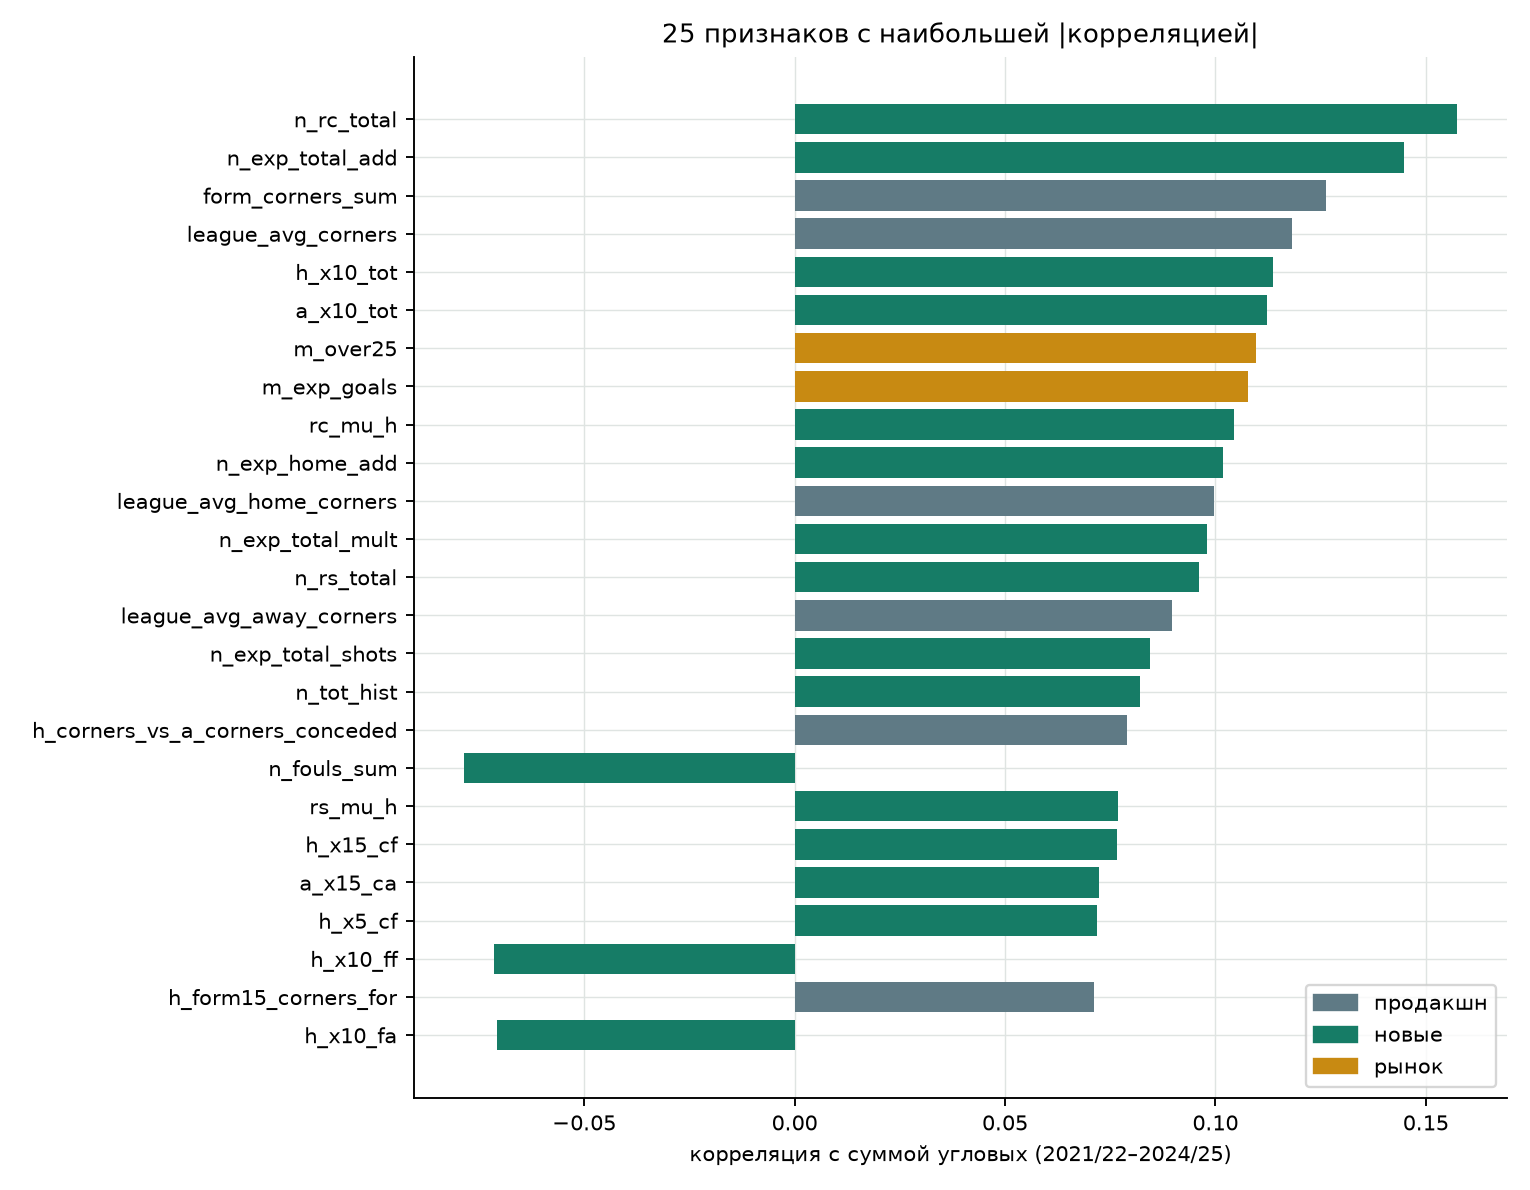 25 признаков с наибольшей |корреляцией|
n_rc_total
n_exp_total_add
form_corners_sum
league_avg_corners
h_x10_tot
a_x10_tot
m_over25
m_exp_goals
rc_mu_h
n_exp_home_add
league_avg_home_corners
n_exp_total_mult
n_rs_total
league_avg_away_corners
n_exp_total_shots
n_tot_hist
h_corners_vs_a_corners_conceded
n_fouls_sum
rs_mu_h
h_x15_cf
a_x15_ca
h_x5_cf
h_x10_ff
h_form15_corners_for
h_x10_fa
продакшн
новые
рынок
−0.05 0.00 0.05 0.10 0.15
корреляция с суммой угловых (2021/22–2024/25)